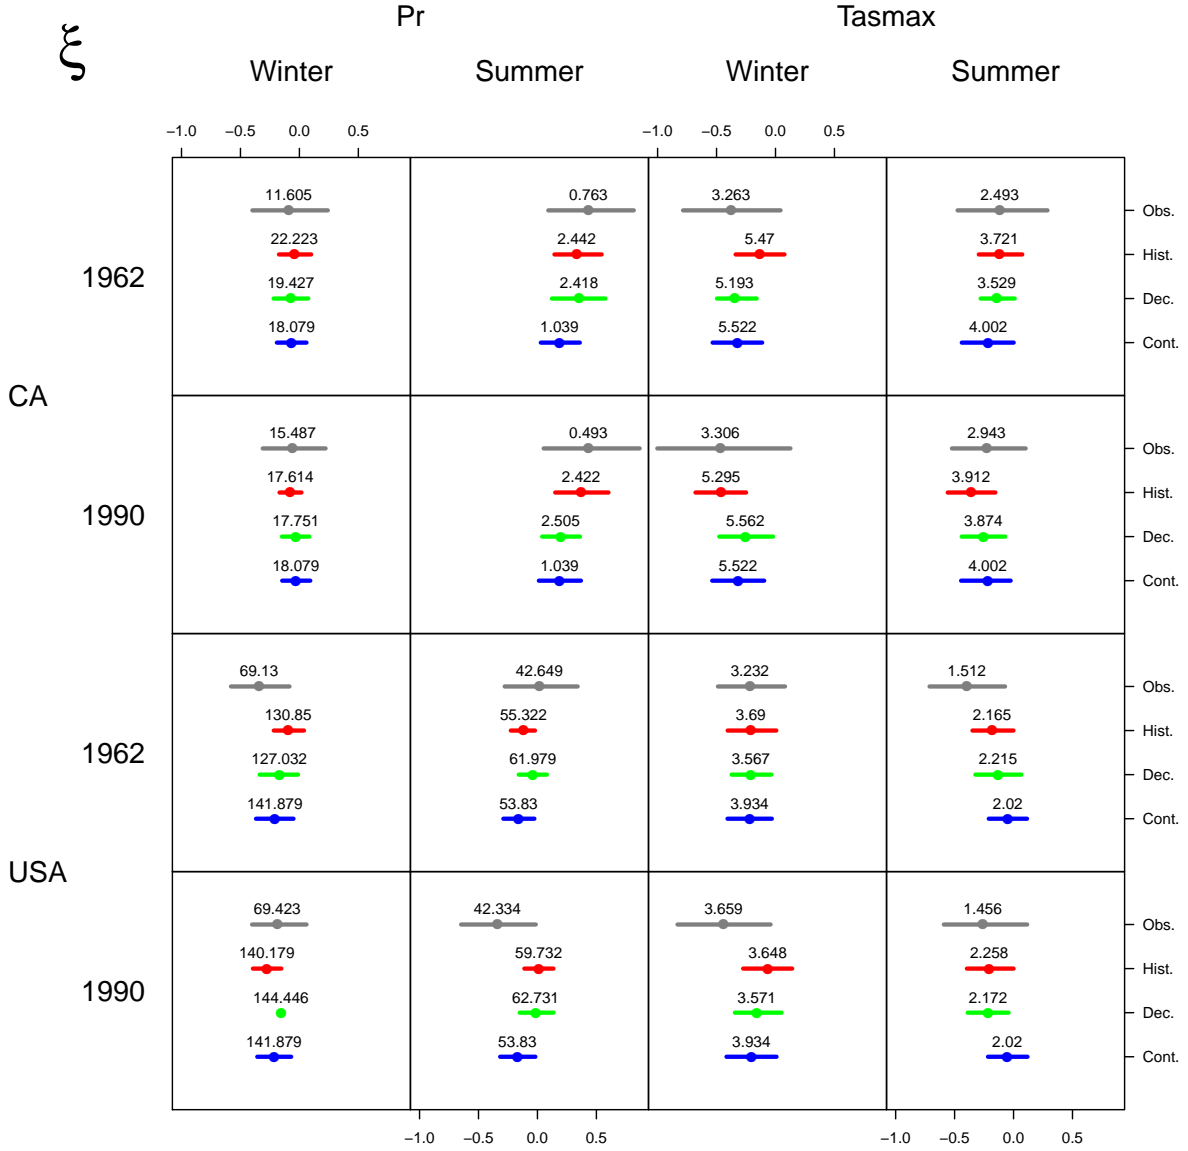 ξ
Pr Tasmax
Winter Summer Winter Summer
−1.0 −0.5 0.0 0.5 −1.0 −0.5 0.0 0.5
11.605 0.763 3.263 2.493 Obs.
22.223 2.442 5.47 3.721 Hist.
1962
19.427 2.418 5.193 3.529 Dec.
18.079 1.039 5.522 4.002 Cont.
CA
15.487 0.493 3.306 2.943 Obs.
17.614 2.422 5.295 3.912 Hist.
1990
17.751 2.505 5.562 3.874 Dec.
18.079 1.039 5.522 4.002 Cont.
69.13 42.649 3.232 1.512 Obs.
130.85 55.322 3.69 2.165 Hist.
1962
127.032 61.979 3.567 2.215 Dec.
141.879 53.83 3.934 2.02 Cont.
USA
69.423 42.334 3.659 1.456 Obs.
140.179 59.732 3.648 2.258 Hist.
1990
144.446 62.731 3.571 2.172 Dec.
141.879 53.83 3.934 2.02 Cont.
−1.0 −0.5 0.0 0.5 −1.0 −0.5 0.0 0.5